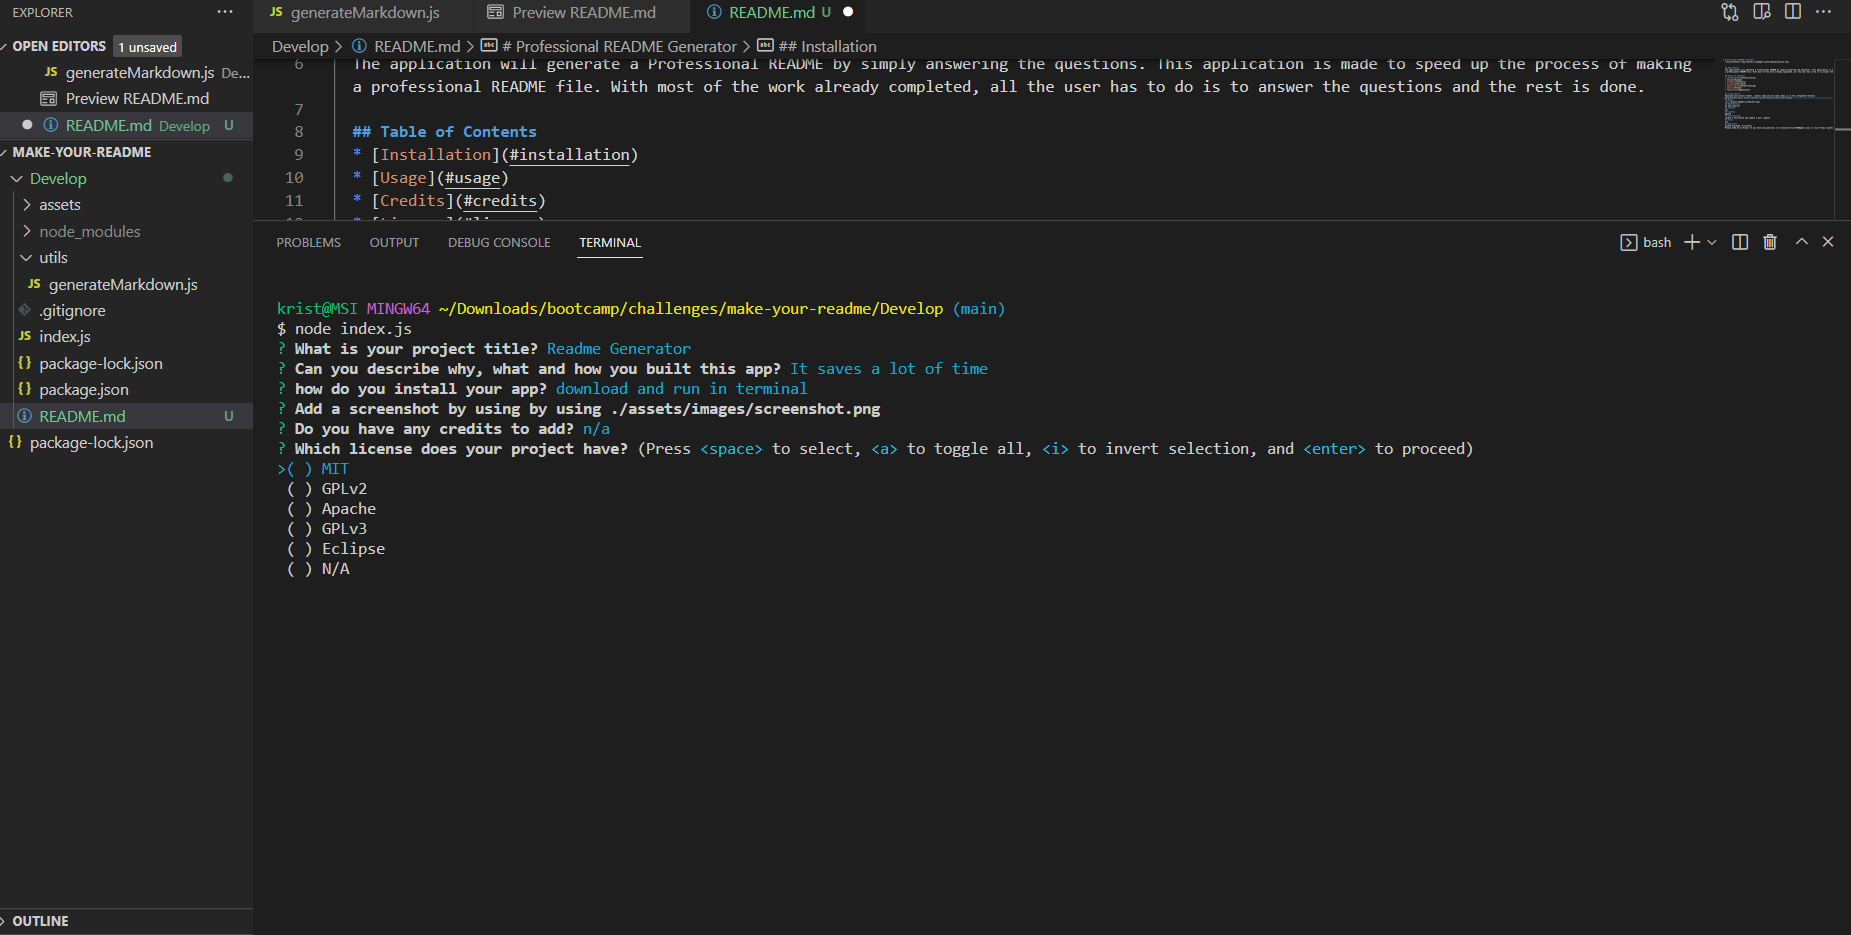 EXPLORER
generateMarkdown.js
Preview README.md
README.md U
OPEN EDITORS 1 unsaved
Develop > README.md > # Professional README Generator > ## Installation
generateMarkdown.js De...
Preview README.md
README.md Develop U
MAKE-YOUR-README
Develop
assets
node_modules
utils
JS generateMarkdown.js
.gitignore
JS index.js
{} package-lock.json
{} package.json
README.md U
{} package-lock.json
OUTLINE
6 The application will generate a Professional README by simply answering the questions. This application is made to speed up the process of making
a professional README file. With most of the work already completed, all the user has to do is to answer the questions and the rest is done.
7
8 ## Table of Contents
9 * [Installation](#installation)
10 * [Usage](#usage)
11 * [Credits](#credits)
PROBLEMS OUTPUT DEBUG CONSOLE TERMINAL
bash
krist@MSI MINGW64 ~/Downloads/bootcamp/challenges/make-your-readme/Develop (main)
$ node index.js
? What is your project title? Readme Generator
? Can you describe why, what and how you built this app? It saves a lot of time
? how do you install your app? download and run in terminal
? Add a screenshot by using by using ./assets/images/screenshot.png
? Do you have any credits to add? n/a
? Which license does your project have? (Press <space> to select, <a> to toggle all, <i> to invert selection, and <enter> to proceed)
>( ) MIT
( ) GPLv2
( ) Apache
( ) GPLv3
( ) Eclipse
( ) N/A